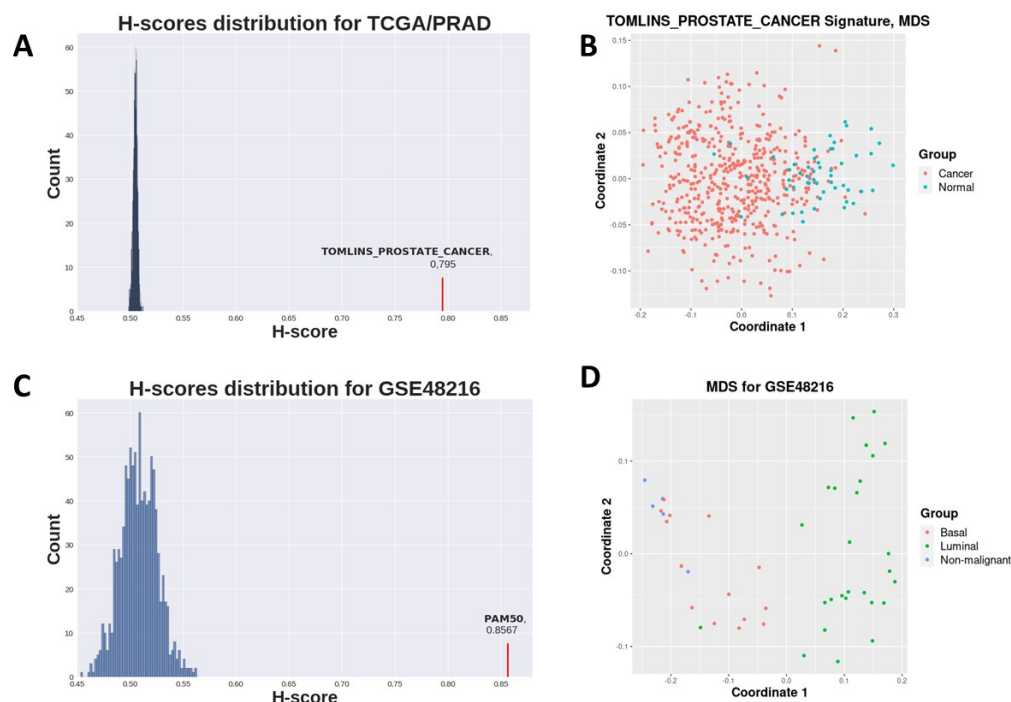 A
H-scores distribution for TCGA/PRAD
Count
60
50
40
30
20
10
0
TOMLINS_PROSTATE_CANCER,
0,795
0.45
0.50
0.55
0.60
0.65
0.70
0.75
0.80
0.85
H-score
B
TOMLINS_PROSTATE_CANCER Signature, MDS
Coordinate 2
0.15
0.10
0.05
0.00
-0.05
-0.10
-0.2
-0.1
0.0
0.1
0.2
0.3
Coordinate 1
Group
Cancer
Normal
C
H-scores distribution for GSE48216
Count
60
50
40
30
20
10
0
PAM50,
0.8567
0.45
0.50
0.55
0.60
0.65
0.70
0.75
0.80
0.85
H-score
D
MDS for GSE48216
Coordinate 2
0.1
0.0
-0.1
-0.2
-0.1
0.0
0.1
0.2
Coordinate 1
Group
Basal
Luminal
Non-malignant